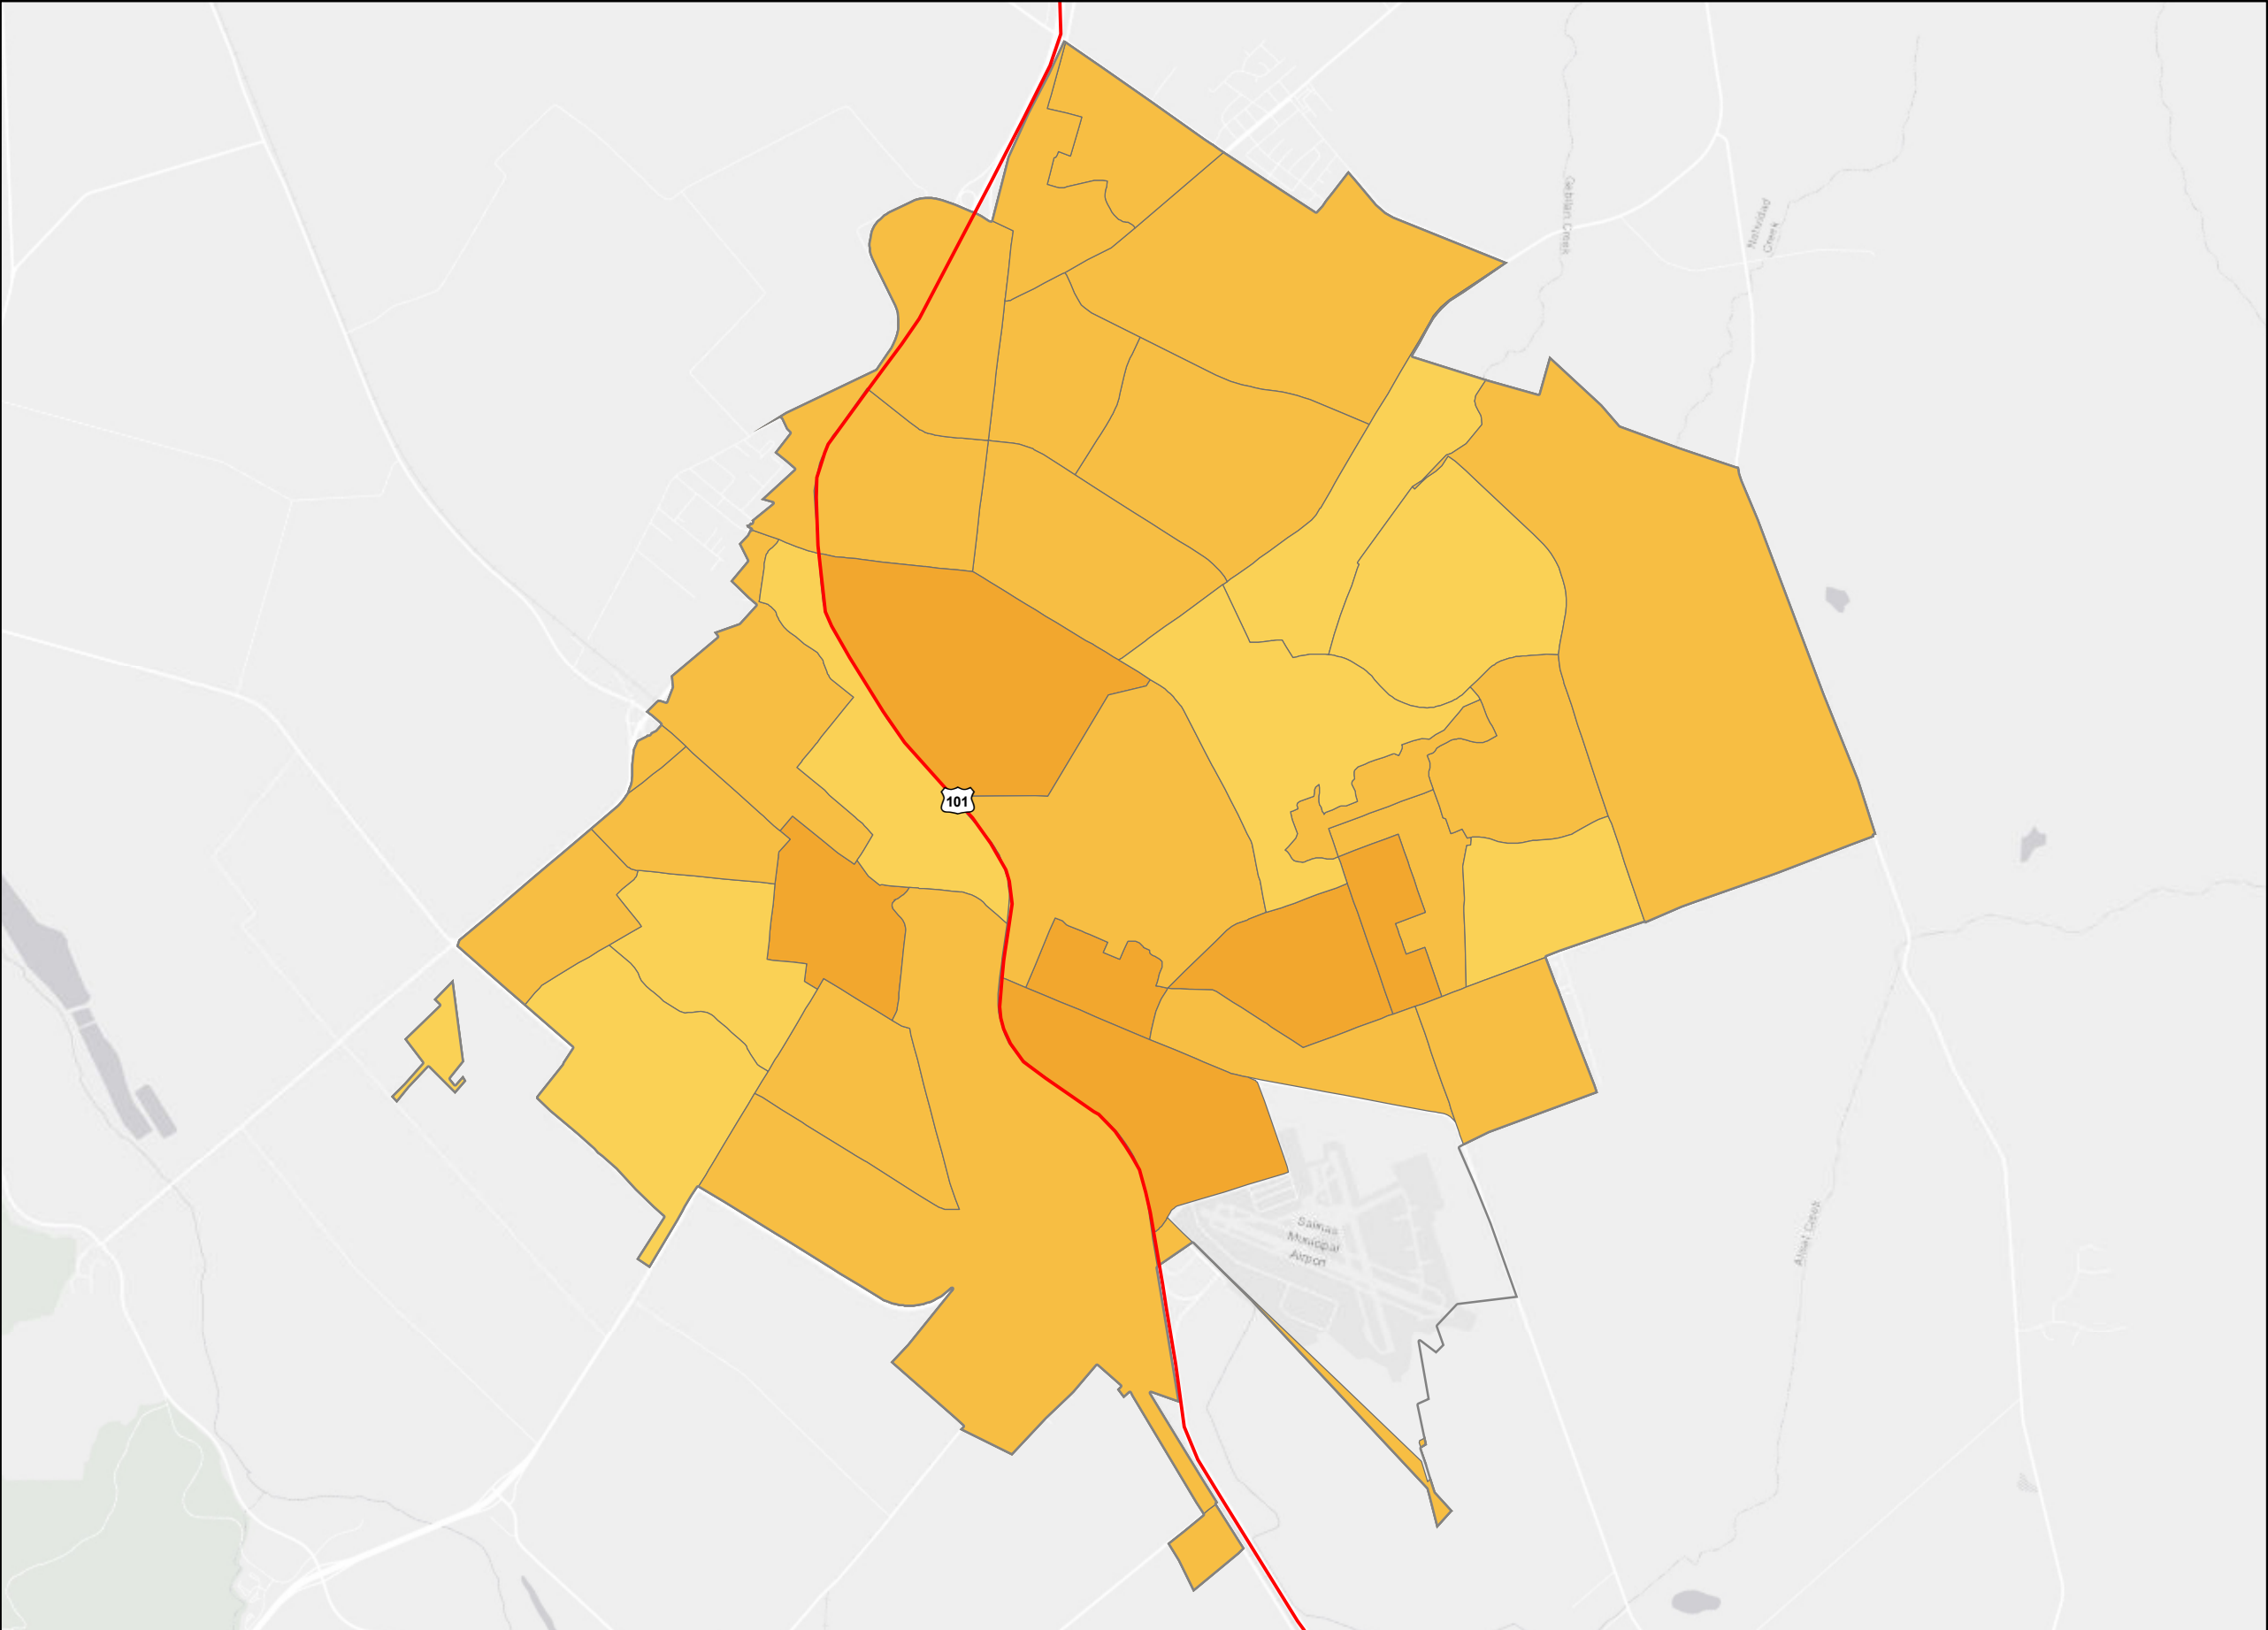 Gabilan Creek
Natividad
Creek
101
Salinas
Municipal
Airport
Alisal Creek